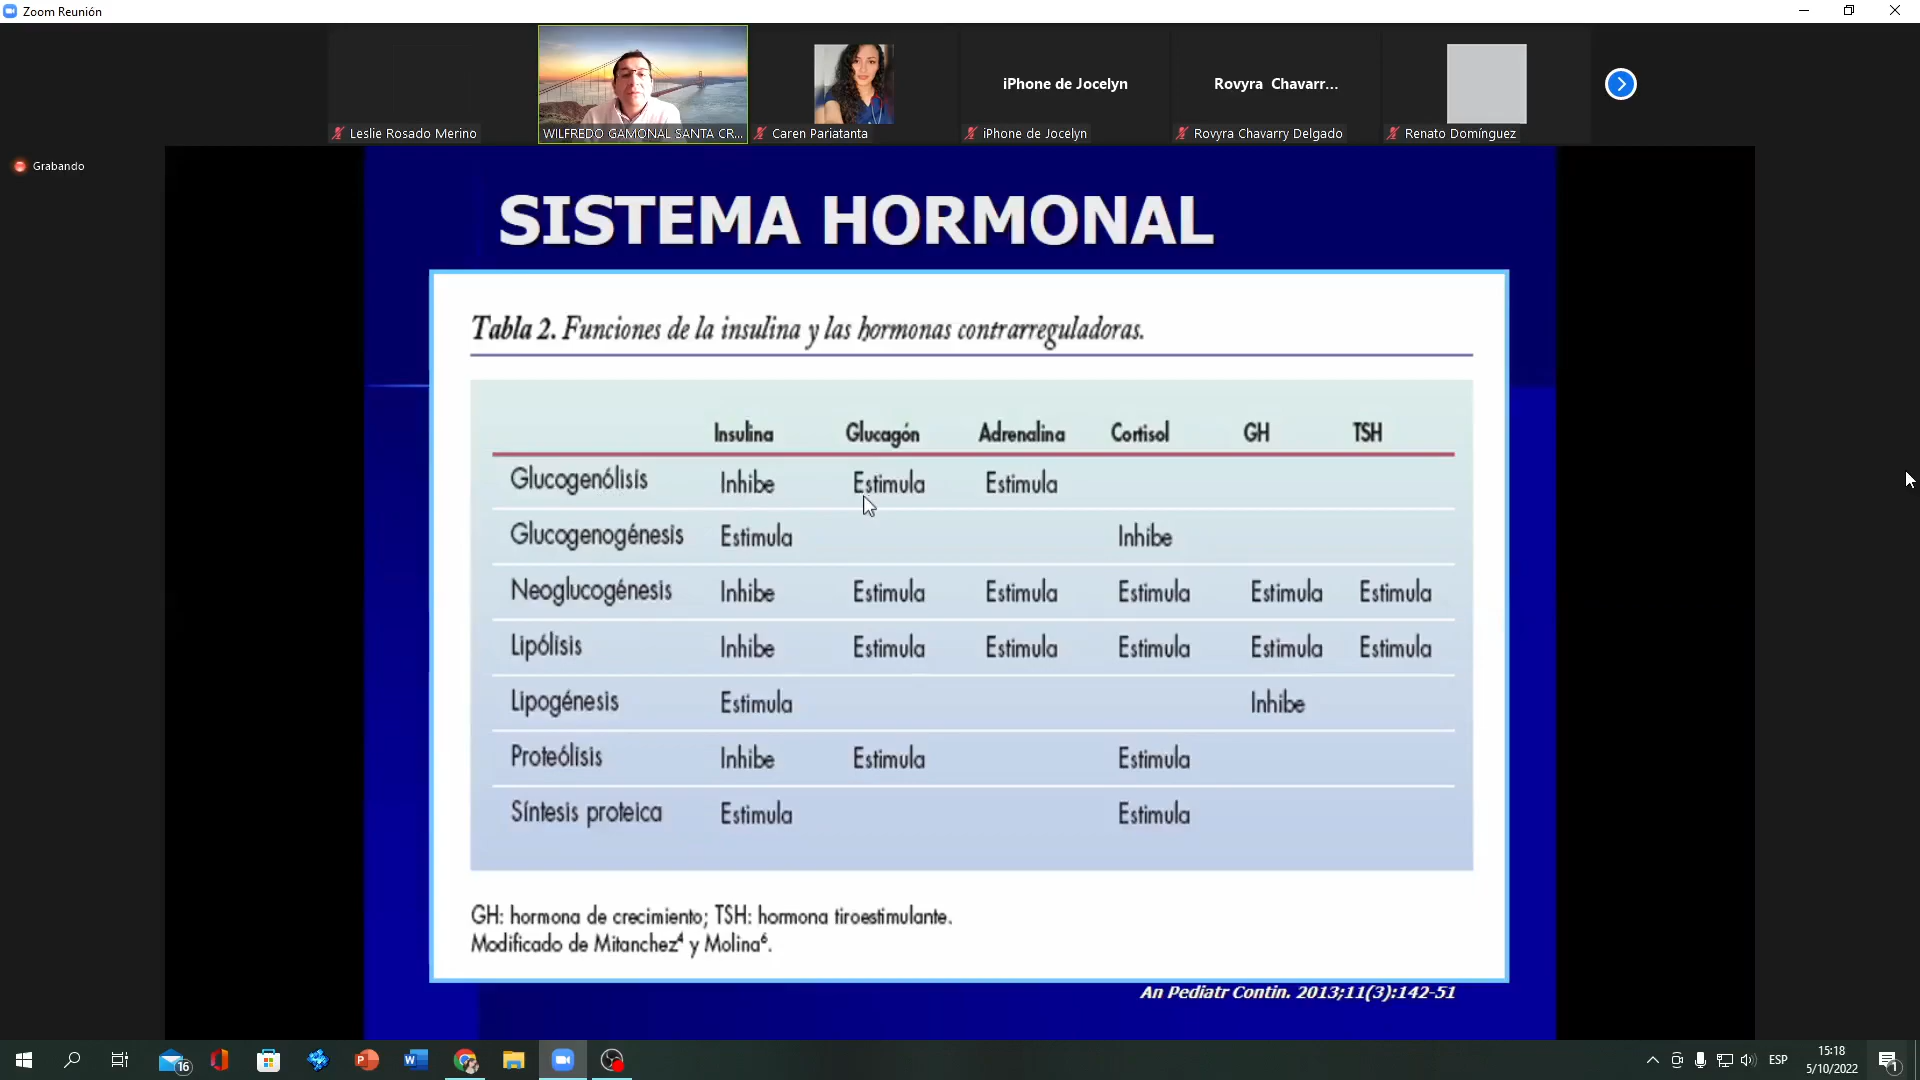 Zoom Reunión
iPhone de Jocelyn
Rovyra Chavarr...
Leslie Rosado Merino
WILFREDO GAMONAL SANTA CR...
Caren Pariatanta
iPhone de Jocelyn
Rovyra Chavarry Delgado
Renato Domínguez
Grabando
SISTEMA HORMONAL
Tabla 2. Funciones de la insulina y las hormonas contrarreguladoras.
Insulina Glucagón Adrenalina Cortisol GH TSH
Glucogenólisis Inhibe Estimula Estimula
Glucogenogénesis Estimula Inhibe
Neoglucogénesis Inhibe Estimula Estimula Estimula Estimula Estimula
Lipólisis Inhibe Estimula Estimula Estimula Estimula Estimula
Lipogénesis Estimula Inhibe
Proteólisis Inhibe Estimula Estimula
Síntesis proteica Estimula Estimula
GH: hormona de crecimiento; TSH: hormona tiroestimulante.
Modificado de Mitanchez⁴ y Molina⁶.
An Pediatr Contin. 2013;11(3):142-51
16
ESP
15:18
5/10/2022
1